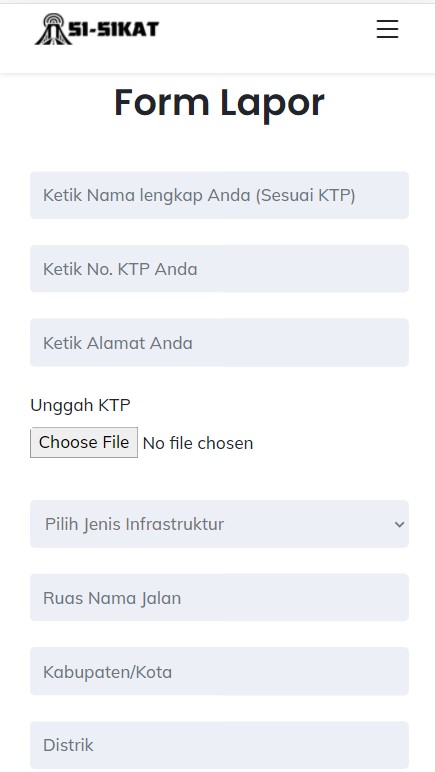 SI-SIKAT
Form Lapor
Ketik Nama lengkap Anda (Sesuai KTP)
Ketik No. KTP Anda
Ketik Alamat Anda
Unggah KTP
Choose File No file chosen
Pilih Jenis Infrastruktur
Ruas Nama Jalan
Kabupaten/Kota
Distrik